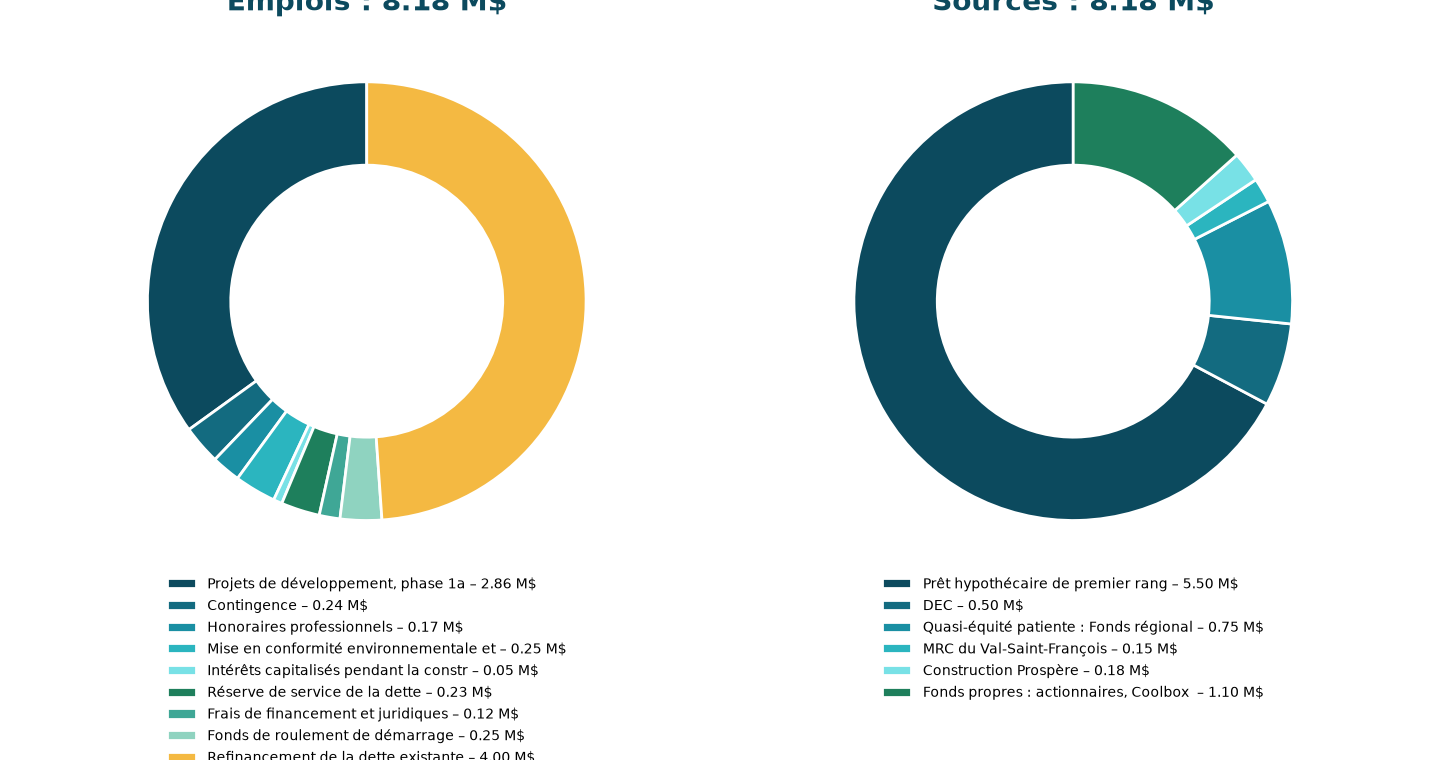 Emplois : 8.18 M$
Sources : 8.18 M$
Projets de développement, phase 1a – 2.86 M$
Contingence – 0.24 M$
Honoraires professionnels – 0.17 M$
Mise en conformité environnementale et – 0.25 M$
Intérêts capitalisés pendant la constr – 0.05 M$
Réserve de service de la dette – 0.23 M$
Frais de financement et juridiques – 0.12 M$
Fonds de roulement de démarrage – 0.25 M$
Refinancement de la dette existante – 4.00 M$
Prêt hypothécaire de premier rang – 5.50 M$
DEC – 0.50 M$
Quasi-équité patiente : Fonds régional – 0.75 M$
MRC du Val-Saint-François – 0.15 M$
Construction Prospère – 0.18 M$
Fonds propres : actionnaires, Coolbox  – 1.10 M$